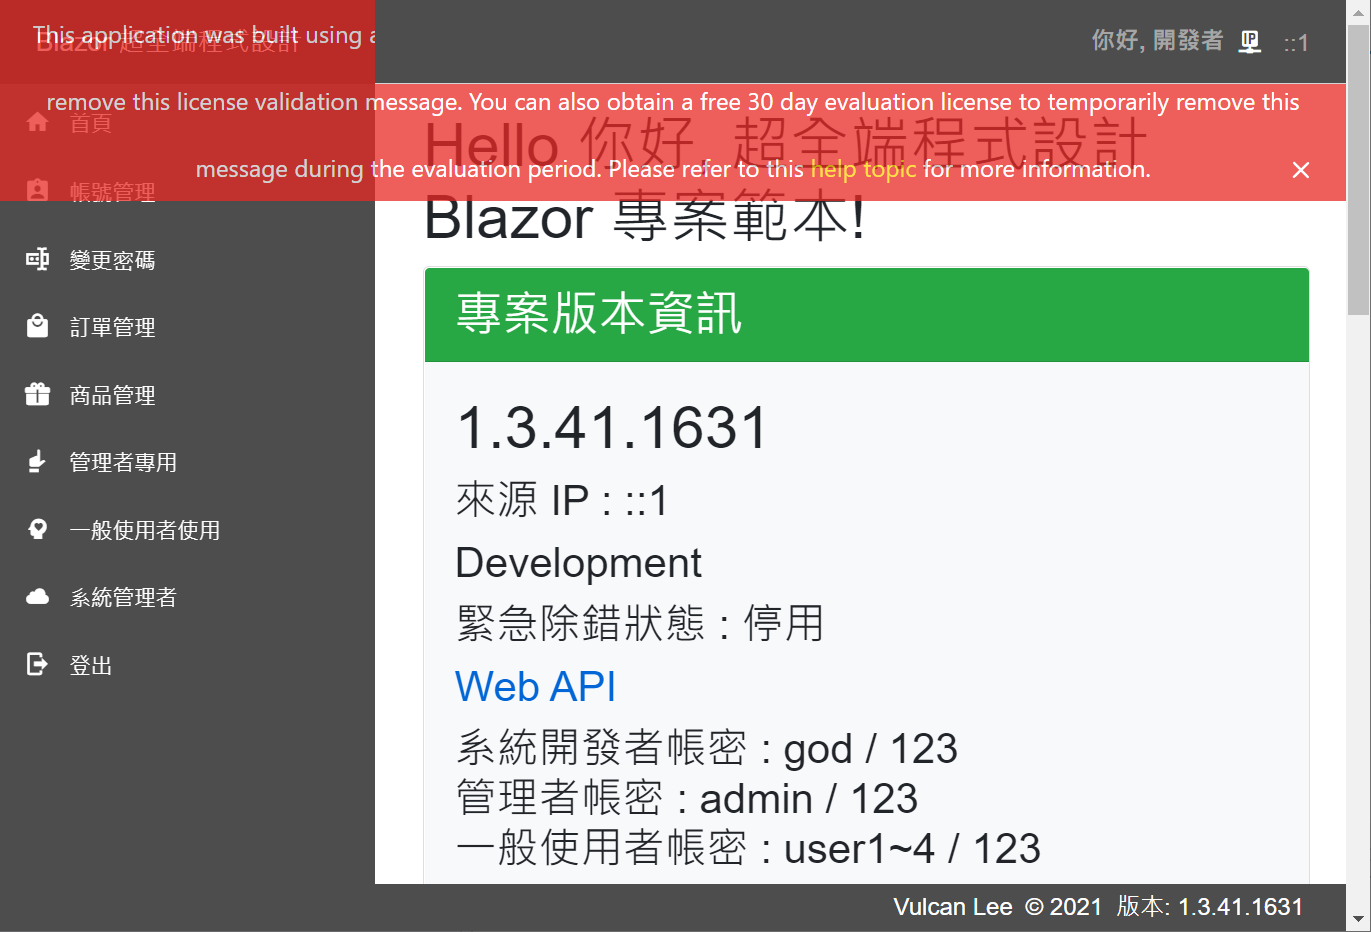 This application was built using a
Blazor 超全端程式設計
你好, 開發者 IP ::1
remove this license validation message. You can also obtain a free 30 day evaluation license to temporarily remove this
message during the evaluation period. Please refer to this help topic for more information.
首頁
帳號管理
變更密碼
訂單管理
商品管理
管理者專用
一般使用者使用
系統管理者
登出
Hello 你好, 超全端程式設計
Blazor 專案範本!
專案版本資訊
1.3.41.1631
來源 IP : ::1
Development
緊急除錯狀態 : 停用
Web API
系統開發者帳密 : god / 123
管理者帳密 : admin / 123
一般使用者帳密 : user1~4 / 123
Vulcan Lee © 2021 版本: 1.3.41.1631